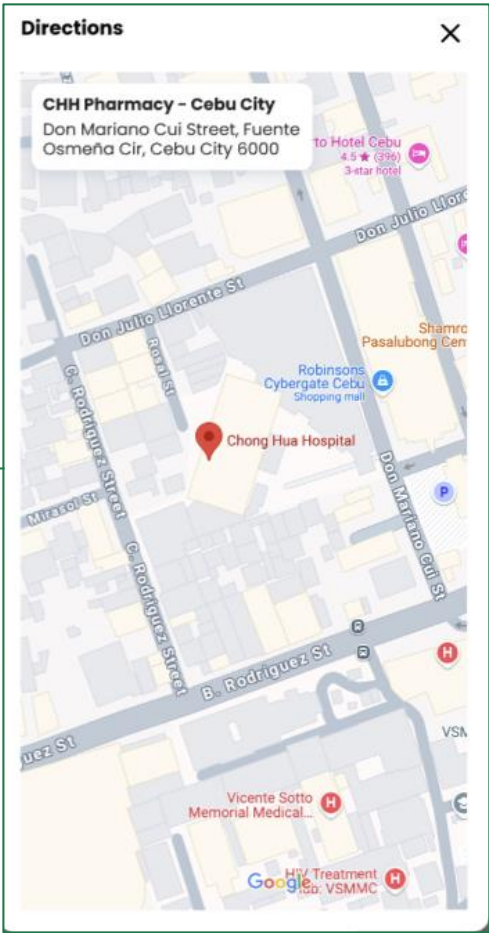 Directions
CHH Pharmacy - Cebu City
Don Mariano Cui Street, Fuente
Osmeña Cir, Cebu City 6000
to Hotel Cebu
4.5★ (396)
3-star hotel
Don Julio Llore
Don Julio Llorente St
Rosal St
Shamro
Pasalubong Cen
Robinsons
Cybergate Cebu
Shopping mall
C. Rodriguez Street
Chong Hua Hospital
Mirasol St
Don Mariano Cui St
P
C. Rodriguez Street
B. Rodriguez St
H
uez St
Vicente Sotto
Memorial Medical...
H
HIV Treatment
Hub: VSMMC
H
Google